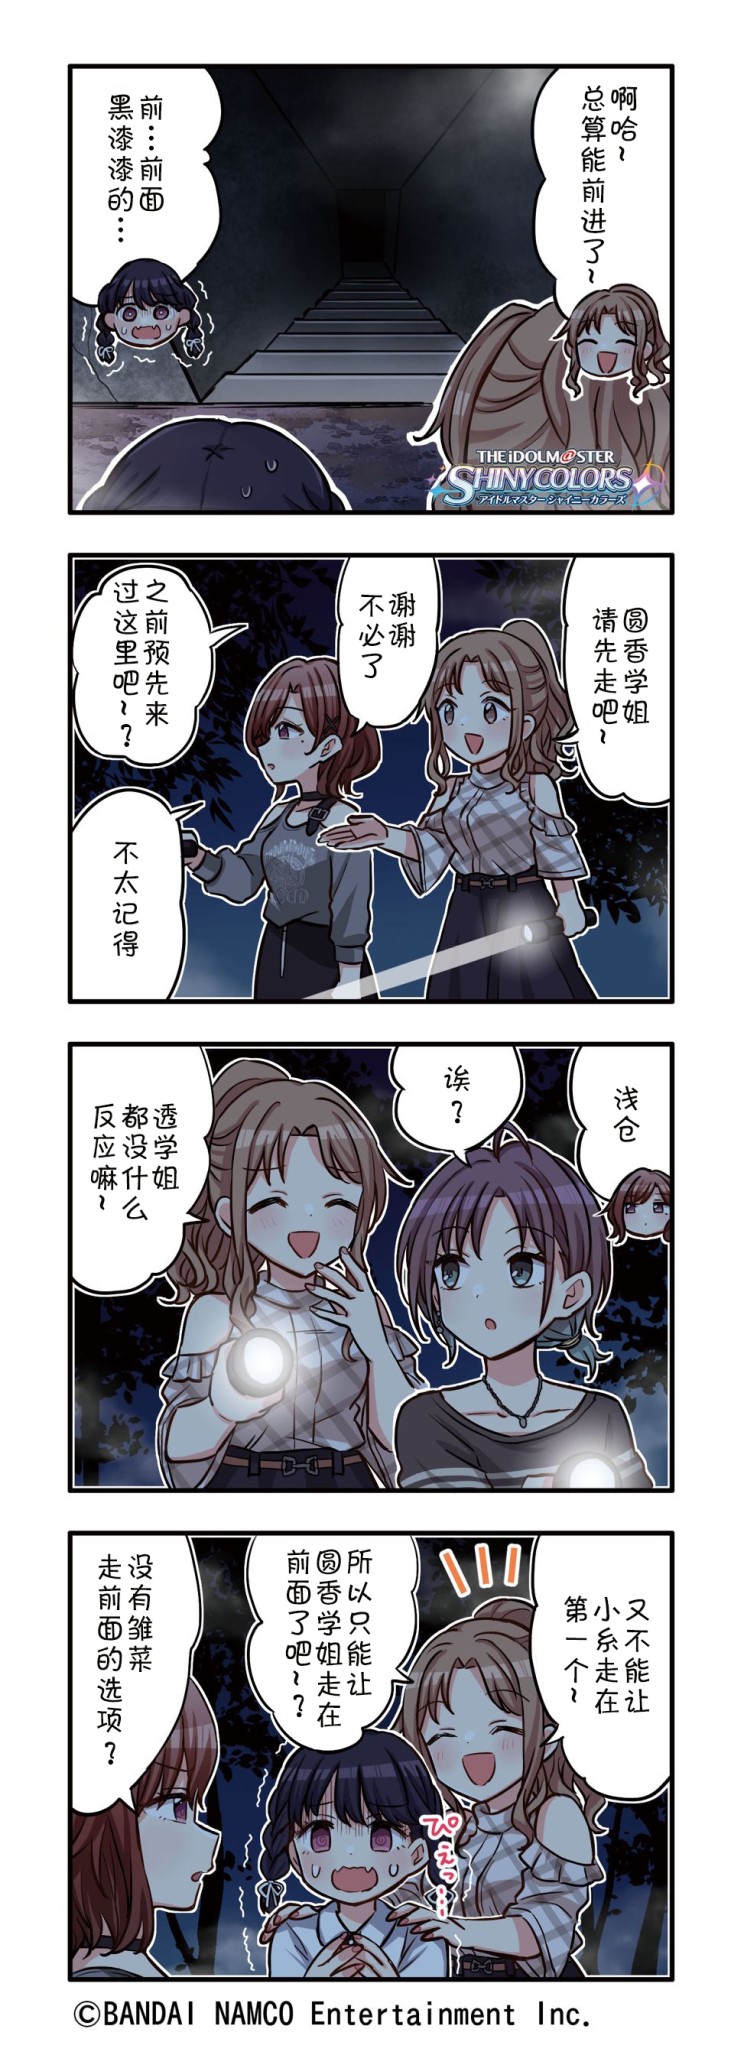 啊哈~
总算能前进了~
前…前面
黑漆漆的…
THE iDOLM@STER
SHINYCOLORS
アイドルマスター シャイニーカラーズ
圆香学姐
请先走吧~
谢谢
不必了
之前预先来
过这里吧~?
不太记得
浅仓
诶?
透学姐
都没什么
反应嘛~
又不能让
小糸走在
第一个~
所以只能让
圆香学姐走在
前面了吧~?
ぴぇっ…
没有雏菜
走前面的选项?
©BANDAI NAMCO Entertainment Inc.